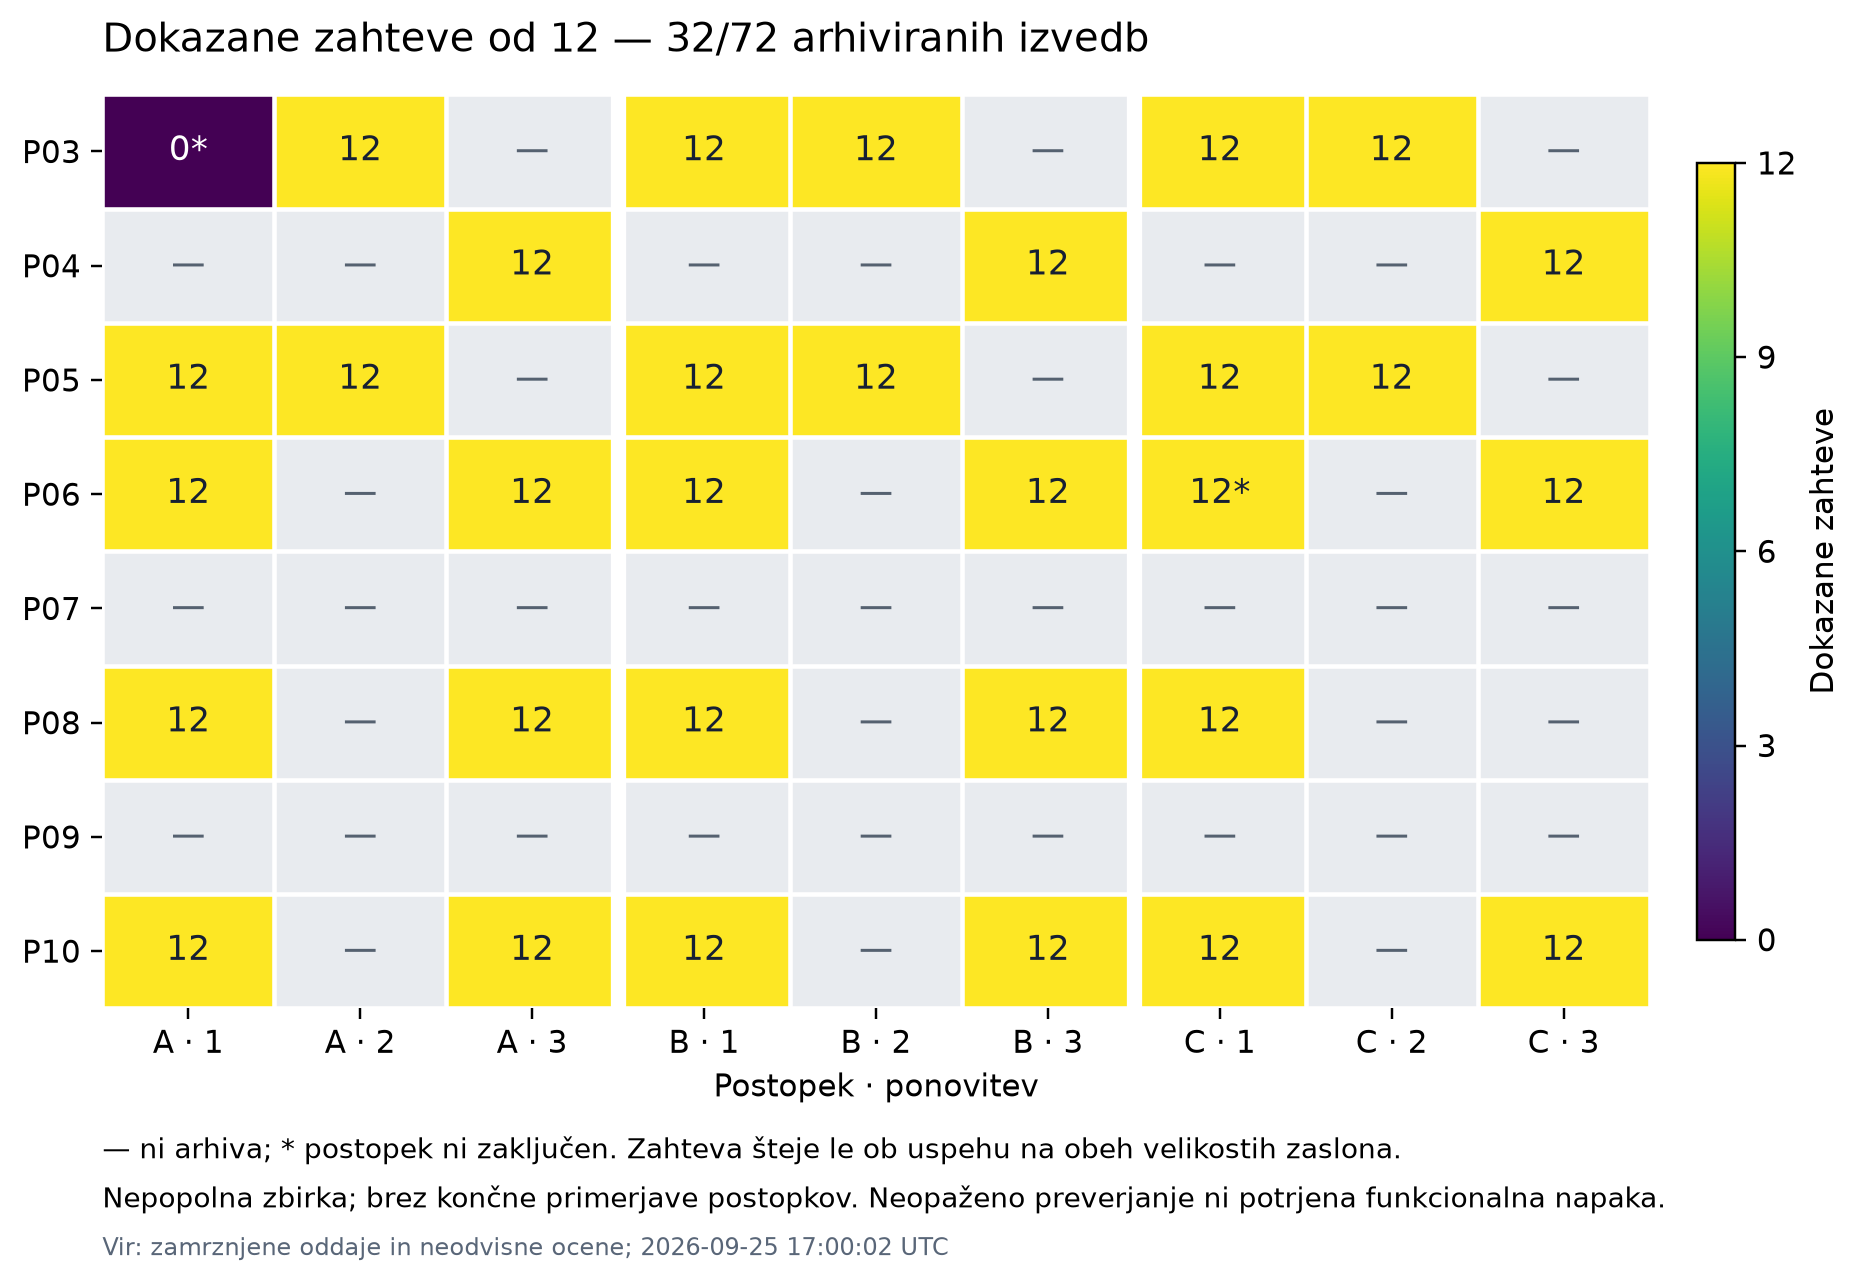 Dokazane zahteve od 12 — 32/72 arhiviranih izvedb
P03 0* 12 — 12 12 — 12 12 —
P04 — — 12 — — 12 — — 12
P05 12 12 — 12 12 — 12 12 —
P06 12 — 12 12 — 12 12* — 12
P07 — — — — — — — — —
P08 12 — 12 12 — 12 12 — —
P09 — — — — — — — — —
P10 12 — 12 12 — 12 12 — 12
A · 1 A · 2 A · 3 B · 1 B · 2 B · 3 C · 1 C · 2 C · 3
Postopek · ponovitev
12
9
6
3
0
Dokazane zahteve
— ni arhiva; * postopek ni zaključen. Zahteva šteje le ob uspehu na obeh velikostih zaslona.
Nepopolna zbirka; brez končne primerjave postopkov. Neopaženo preverjanje ni potrjena funkcionalna napaka.
Vir: zamrznjene oddaje in neodvisne ocene; 2026-09-25 17:00:02 UTC